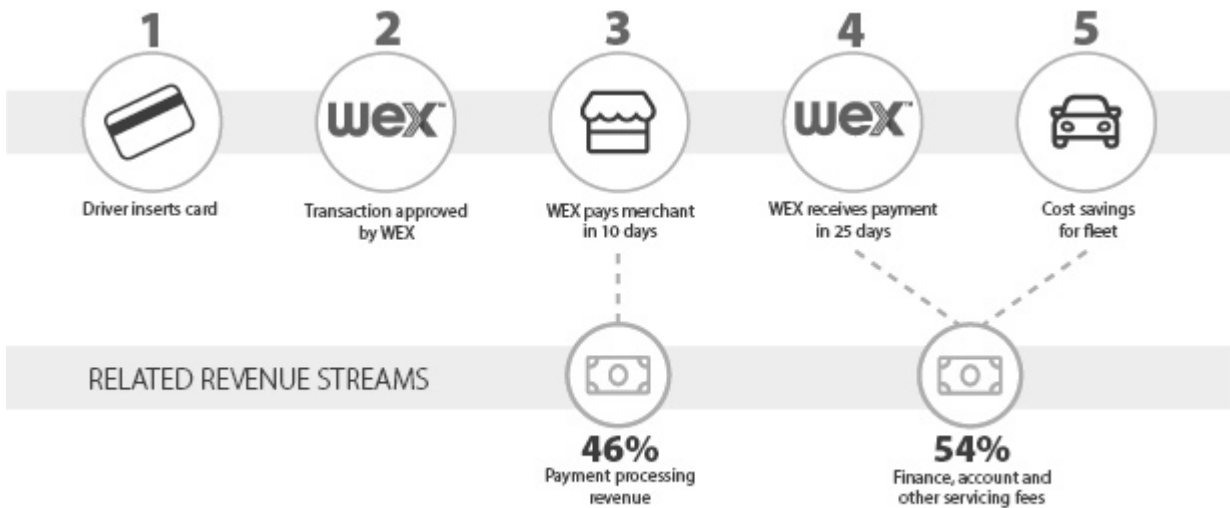 1
2
3
4
5
wex™
wex™
Driver inserts card
Transaction approved
by WEX
WEX pays merchant
in 10 days
WEX receives payment
in 25 days
Cost savings
for fleet
RELATED REVENUE STREAMS
46%
Payment processing
revenue
54%
Finance, account and
other servicing fees